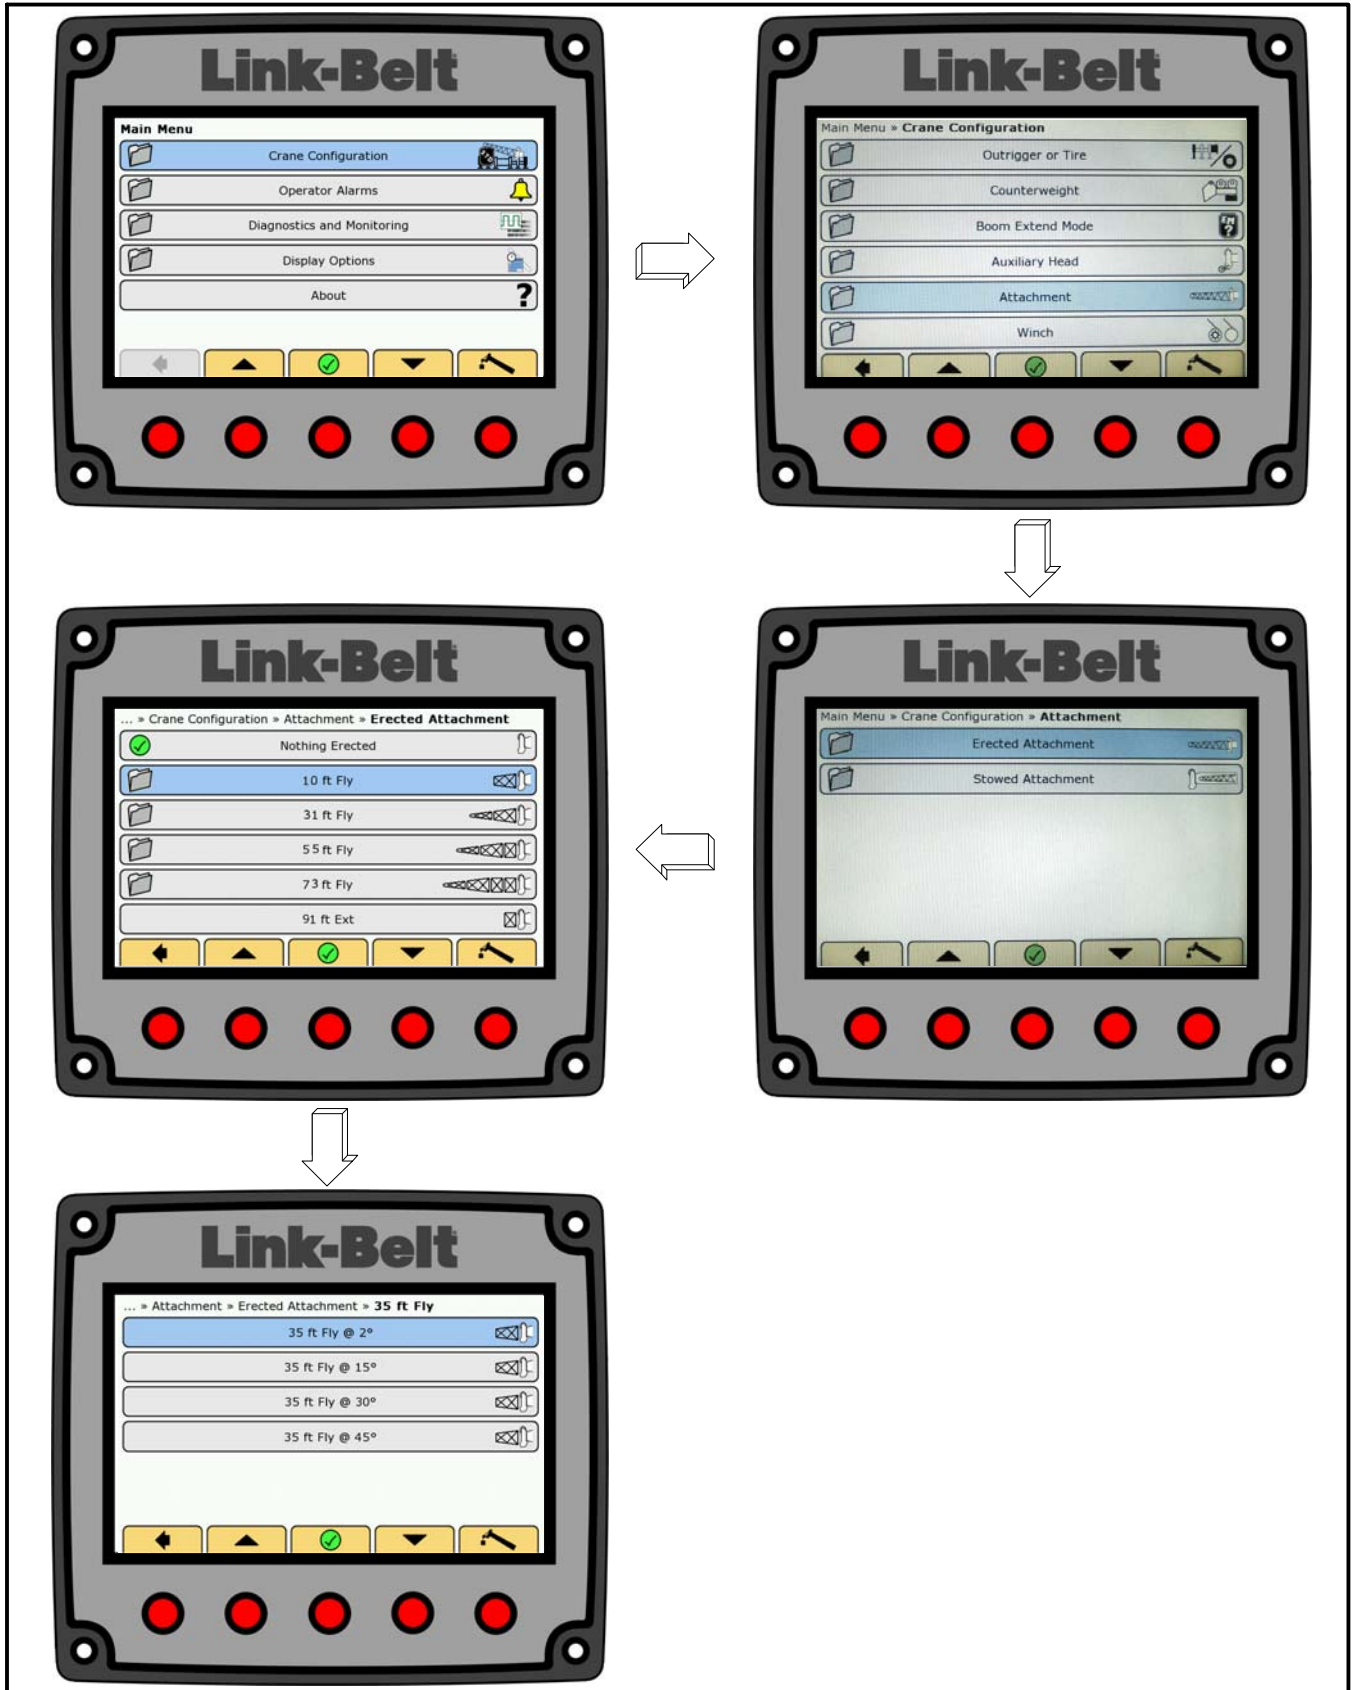 Link-Belt
Main Menu
Crane Configuration
Operator Alarms
Diagnostics and Monitoring
Display Options
About
?
Link-Belt
Main Menu » Crane Configuration
Outrigger or Tire
Counterweight
Boom Extend Mode
Auxiliary Head
Attachment
Winch
Link-Belt
Main Menu » Crane Configuration » Attachment
Erected Attachment
Stowed Attachment
Link-Belt
... » Crane Configuration » Attachment » Erected Attachment
Nothing Erected
10 ft Fly
31 ft Fly
55 ft Fly
73 ft Fly
91 ft Ext
Link-Belt
... » Attachment » Erected Attachment » 35 ft Fly
35 ft Fly @ 2°
35 ft Fly @ 15°
35 ft Fly @ 30°
35 ft Fly @ 45°